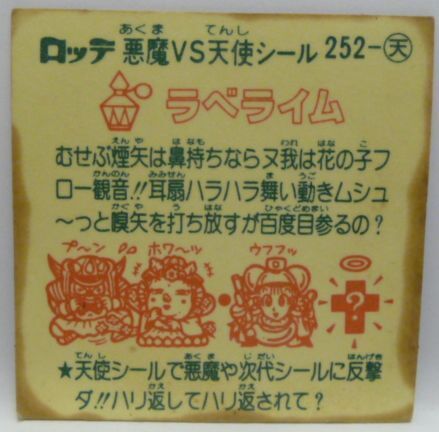 ロッテ 悪魔VS天使シール 252-天
ラベライム
むせぶ煙矢は鼻持ちならヌ我は花の子フ
ロー観音!!耳扇ハラハラ舞い動きムシュ
〜っと嗅矢を打ち放すが百度目参るの?
プ〜ン ホワヘッ ウフフッ
?
★天使シールで悪魔や次代シールに反撃
ダ!!ハリ返してハリ返されて?